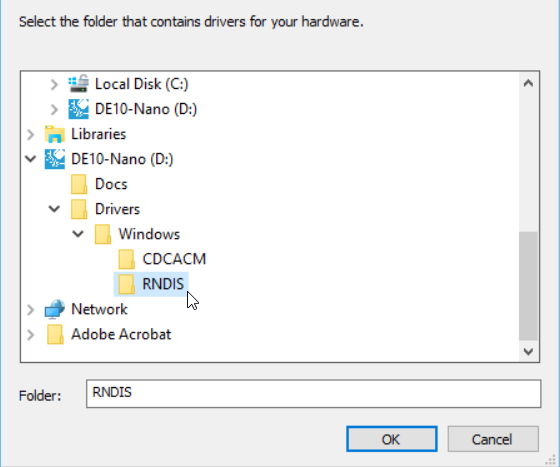 Select the folder that contains drivers for your hardware.
Local Disk (C:)
DE10-Nano (D:)
Libraries
DE10-Nano (D:)
Docs
Drivers
Windows
CDCACM
RNDIS
Network
Adobe Acrobat
Folder: RNDIS
OK Cancel